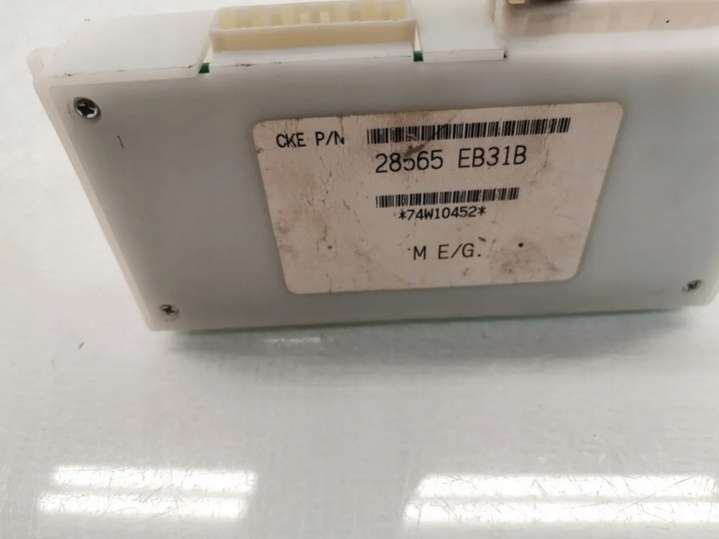 CKE P/N
28565 EB31B
*74W10452*
M E/G.